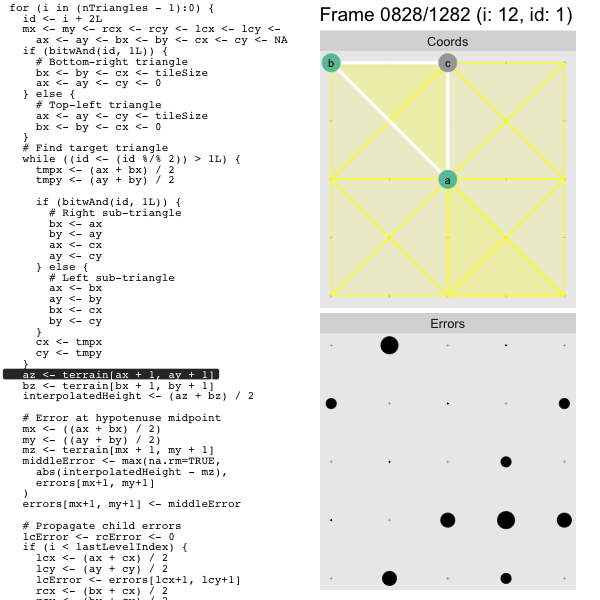 for (i in (nTriangles - 1):0) {
  id <- i + 2L
  mx <- my <- rcx <- rcy <- lcx <- lcy <-
    ax <- ay <- bx <- by <- cx <- cy <- NA
  if (bitwAnd(id, 1L)) {
    # Bottom-right triangle
    bx <- by <- cx <- tileSize
    ax <- ay <- cy <- 0
  } else {
    # Top-left triangle
    ax <- ay <- cy <- tileSize
    bx <- by <- cx <- 0
  }
  # Find target triangle
  while ((id <- (id %/% 2)) > 1L) {
    tmpx <- (ax + bx) / 2
    tmpy <- (ay + by) / 2

    if (bitwAnd(id, 1L)) {
      # Right sub-triangle
      bx <- ax
      by <- ay
      ax <- cx
      ay <- cy
    } else {
      # Left sub-triangle
      ax <- bx
      ay <- by
      bx <- cx
      by <- cy
    }
    cx <- tmpx
    cy <- tmpy
  }
  az <- terrain[ax + 1, ay + 1]
  bz <- terrain[bx + 1, by + 1]
  interpolatedHeight <- (az + bz) / 2

  # Error at hypotenuse midpoint
  mx <- ((ax + bx) / 2)
  my <- ((ay + by) / 2)
  mz <- terrain[mx + 1, my + 1]
  middleError <- max(na.rm=TRUE,
    abs(interpolatedHeight - mz),
    errors[mx+1, my+1]
  )
  errors[mx+1, my+1] <- middleError

  # Propagate child errors
  lcError <- rcError <- 0
  if (i < lastLevelIndex) {
    lcx <- (ax + cx) / 2
    lcy <- (ay + cy) / 2
    lcError <- errors[lcx+1, lcy+1]
    rcx <- (bx + cx) / 2
Frame 0828/1282 (i: 12, id: 1)
Coords
b
c
a
Errors